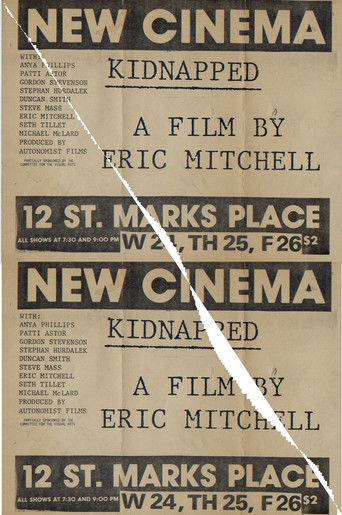 NEW CINEMA
WITH:
ANYA PHILLIPS
PATTI ASTOR
GORDON STEVENSON
STEPHAN HURDALEK
DUNCAN SMITH
STEVE MASS
ERIC MITCHELL
SETH TILLET
MICHAEL McLARD
PRODUCED BY
AUTONOMIST FILMS
PARTIALLY SPONSORED BY THE
COMMITTEE FOR THE VISUAL ARTS
KIDNAPPED
A FILM BY
ERIC MITCHELL
12 ST. MARKS PLACE
ALL SHOWS AT 7:30 AND 9:00 PM W 24, TH 25, F 26 $2
NEW CINEMA
WITH:
ANYA PHILLIPS
PATTI ASTOR
GORDON STEVENSON
STEPHAN HURDALEK
DUNCAN SMITH
STEVE MASS
ERIC MITCHELL
SETH TILLET
MICHAEL McLARD
PRODUCED BY
AUTONOMIST FILMS
PARTIALLY SPONSORED BY THE
COMMITTEE FOR THE VISUAL ARTS
KIDNAPPED
A FILM BY
ERIC MITCHELL
12 ST. MARKS PLACE
ALL SHOWS AT 7:30 AND 9:00 PM W 24, TH 25, F 26 $2